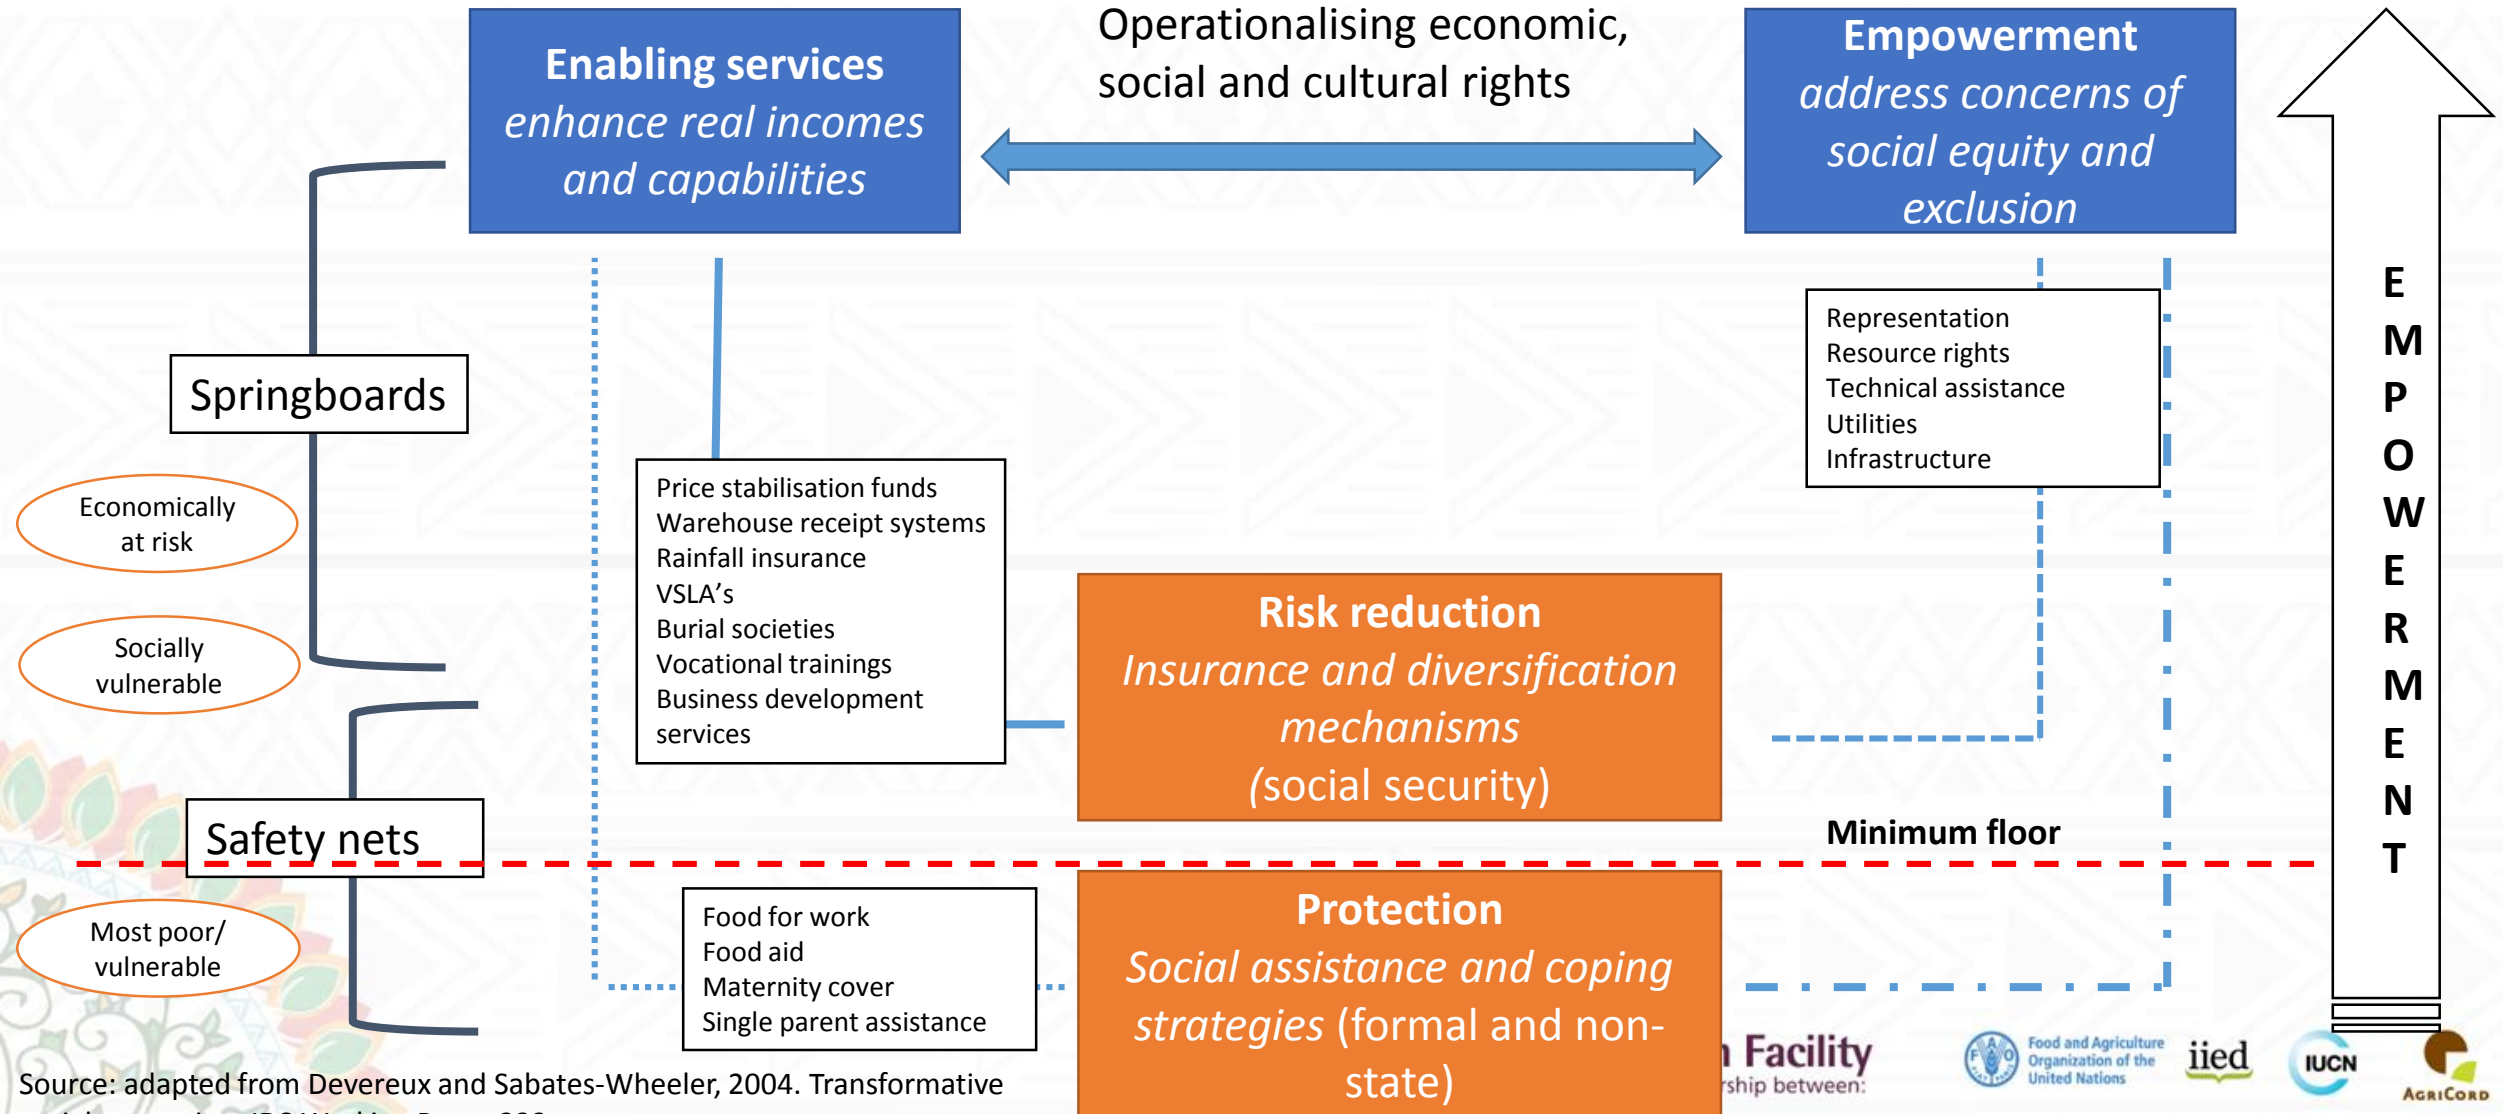 Enabling services
enhance real incomes
and capabilities
Operationalising economic,
social and cultural rights
Empowerment
address concerns of
social equity and
exclusion
EMPOWERMENT
Springboards
Representation
Resource rights
Technical assistance
Utilities
Infrastructure
Economically
at risk
Price stabilisation funds
Warehouse receipt systems
Rainfall insurance
VSLA’s
Burial societies
Vocational trainings
Business development
services
Socially
vulnerable
Risk reduction
Insurance and diversification
mechanisms
(social security)
Safety nets
Minimum floor
Most poor/
vulnerable
Food for work
Food aid
Maternity cover
Single parent assistance
Protection
Social assistance and coping
strategies (formal and non-
state)
Facility
between:
FAO
Food and Agriculture
Organization of the
United Nations
iied
IUCN
AGRICORD
Source: adapted from Devereux and Sabates-Wheeler, 2004. Transformative